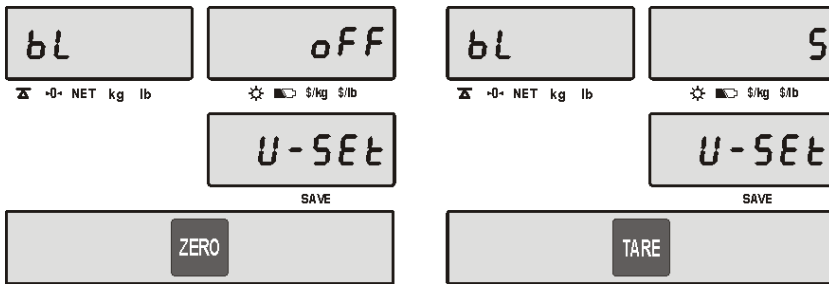 bL oFF
NET kg lb $/kg $/lb
U-SEt
SAVE
ZERO
bL 5
NET kg lb $/kg $/lb
U-SEt
SAVE
TARE